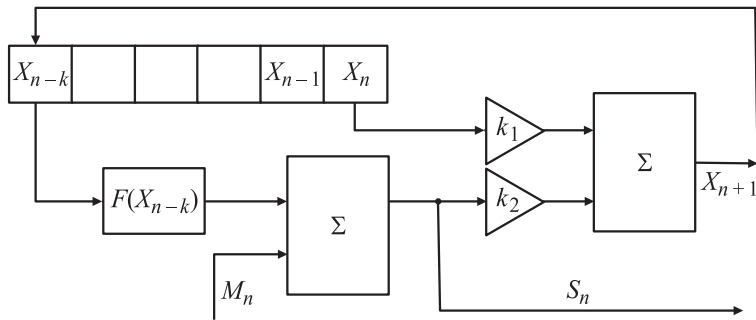 X_{n-k} X_{n-1} X_n
k_1
Σ
X_{n+1}
F(X_{n-k})
Σ
k_2
M_n
S_n